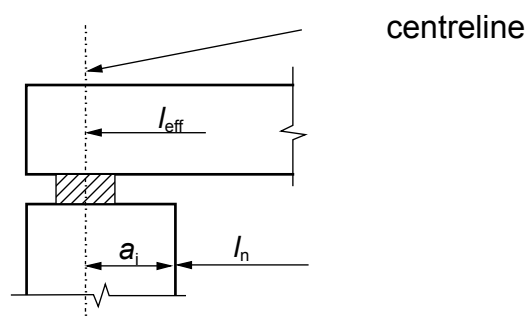 centreline
l_eff
a_i
l_n